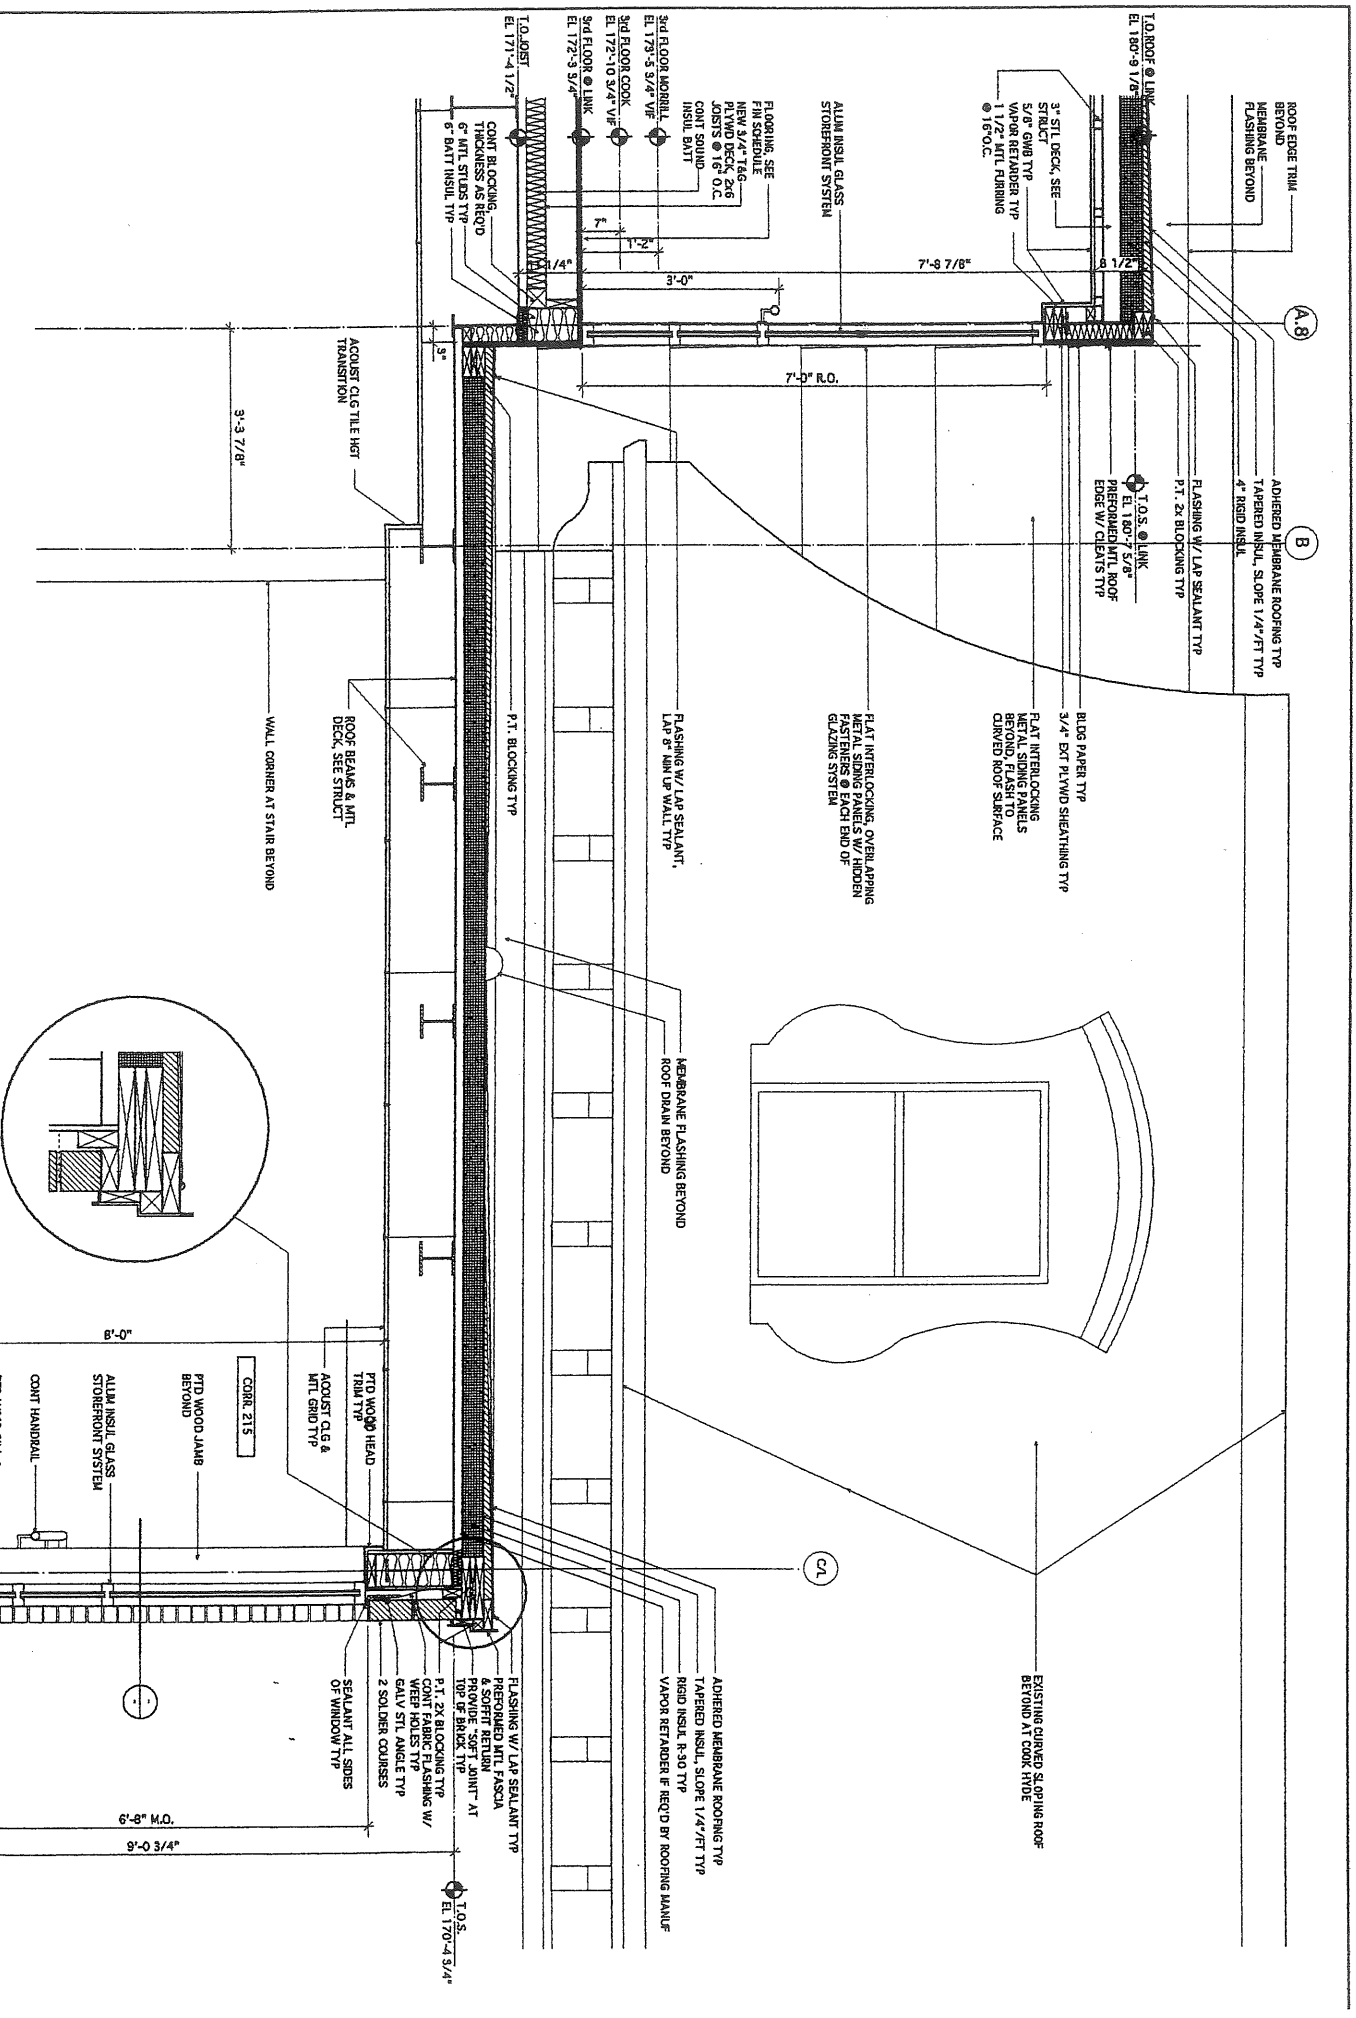 ROOF EDGE TRIM
BEYOND
MEMBRANE
FLASHING BEYOND
T.O.ROOF @ LINK
EL 180'-9 1/8"
3" STL DECK, SEE
STRUCT
5/8" GWB TYP
VAPOR RETARDER TYP
1 1/2" MTL FURRING
@ 16"O.C.
ALUM INSUL GLASS
STOREFRONT SYSTEM
FLOORING, SEE
FIN SCHEDULE
NEW 3/4" T&G
PLYWD DECK, 2x6
JOISTS @ 16" O.C.
CONT SOUND
INSUL BATT
3rd FLOOR MORRILL
EL 173'-5 3/4" VIF
3rd FLOOR COOK
EL 172'-10 3/4" VIF
3rd FLOOR @ LINK
EL 172'-3 3/4"
T.O.JOIST
EL 171'-4 1/2"
CONT BLOCKING,
THICKNESS AS REQ'D
6" MTL STUDS TYP
6" BATT INSUL TYP
8 1/2"
7'-8 7/8"
3'-0"
1'-2"
7"
1/4"
A.8
7'-0" R.O.
3"
3'-3 7/8"
ACOUST CLG TILE HGT
TRANSITION
B
ADHERED MEMBRANE ROOFING TYP
TAPERED INSUL, SLOPE 1/4"/FT TYP
4" RIGID INSUL
FLASHING W/ LAP SEALANT TYP
P.T. 2x BLOCKING TYP
T.O.S. @ LINK
EL 180'-7 5/8"
PREFORMED MTL ROOF
EDGE W/ CLEATS TYP
BLDG PAPER TYP
3/4" EXT PLYWD SHEATHING TYP
FLAT INTERLOCKING
METAL SIDING PANELS
BEYOND, FLASH TO
CURVED ROOF SURFACE
FLAT INTERLOCKING, OVERLAPPING
METAL SIDING PANELS W/ HIDDEN
FASTENERS @ EACH END OF
GLAZING SYSTEM
FLASHING W/ LAP SEALANT,
LAP 8" MIN UP WALL TYP
P.T. BLOCKING TYP
ROOF BEAMS & MTL
DECK, SEE STRUCT
WALL CORNER AT STAIR BEYOND
MEMBRANE FLASHING BEYOND
ROOF DRAIN BEYOND
8'-0"
CORR. 215
PTD WOOD HEAD
TRIM TYP
ACOUST CLG &
MTL GRID TYP
PTD WOOD JAMB
BEYOND
ALUM INSUL GLASS
STOREFRONT SYSTEM
CONT HANDRAIL
C/L
EXISTING CURVED SLOPING ROOF
BEYOND AT COOK HYDE
ADHERED MEMBRANE ROOFING TYP
TAPERED INSUL, SLOPE 1/4"/FT TYP
RIGID INSUL R-30 TYP
VAPOR RETARDER IF REQ'D BY ROOFING MANUF
FLASHING W/ LAP SEALANT TYP
PREFORMED MTL FASCIA
& SOFFIT RETURN
PROVIDE "SOFT JOINT" AT
TOP OF BRICK TYP
P.T. 2X BLOCKING TYP
CONT FABRIC FLASHING W/
WEEP HOLES TYP
GALV STL ANGLE TYP
2 SOLDIER COURSES
SEALANT ALL SIDES
OF WINDOW TYP
6'-8" M.O.
9'-0 3/4"
T.O.S.
EL 170'-4 3/4"